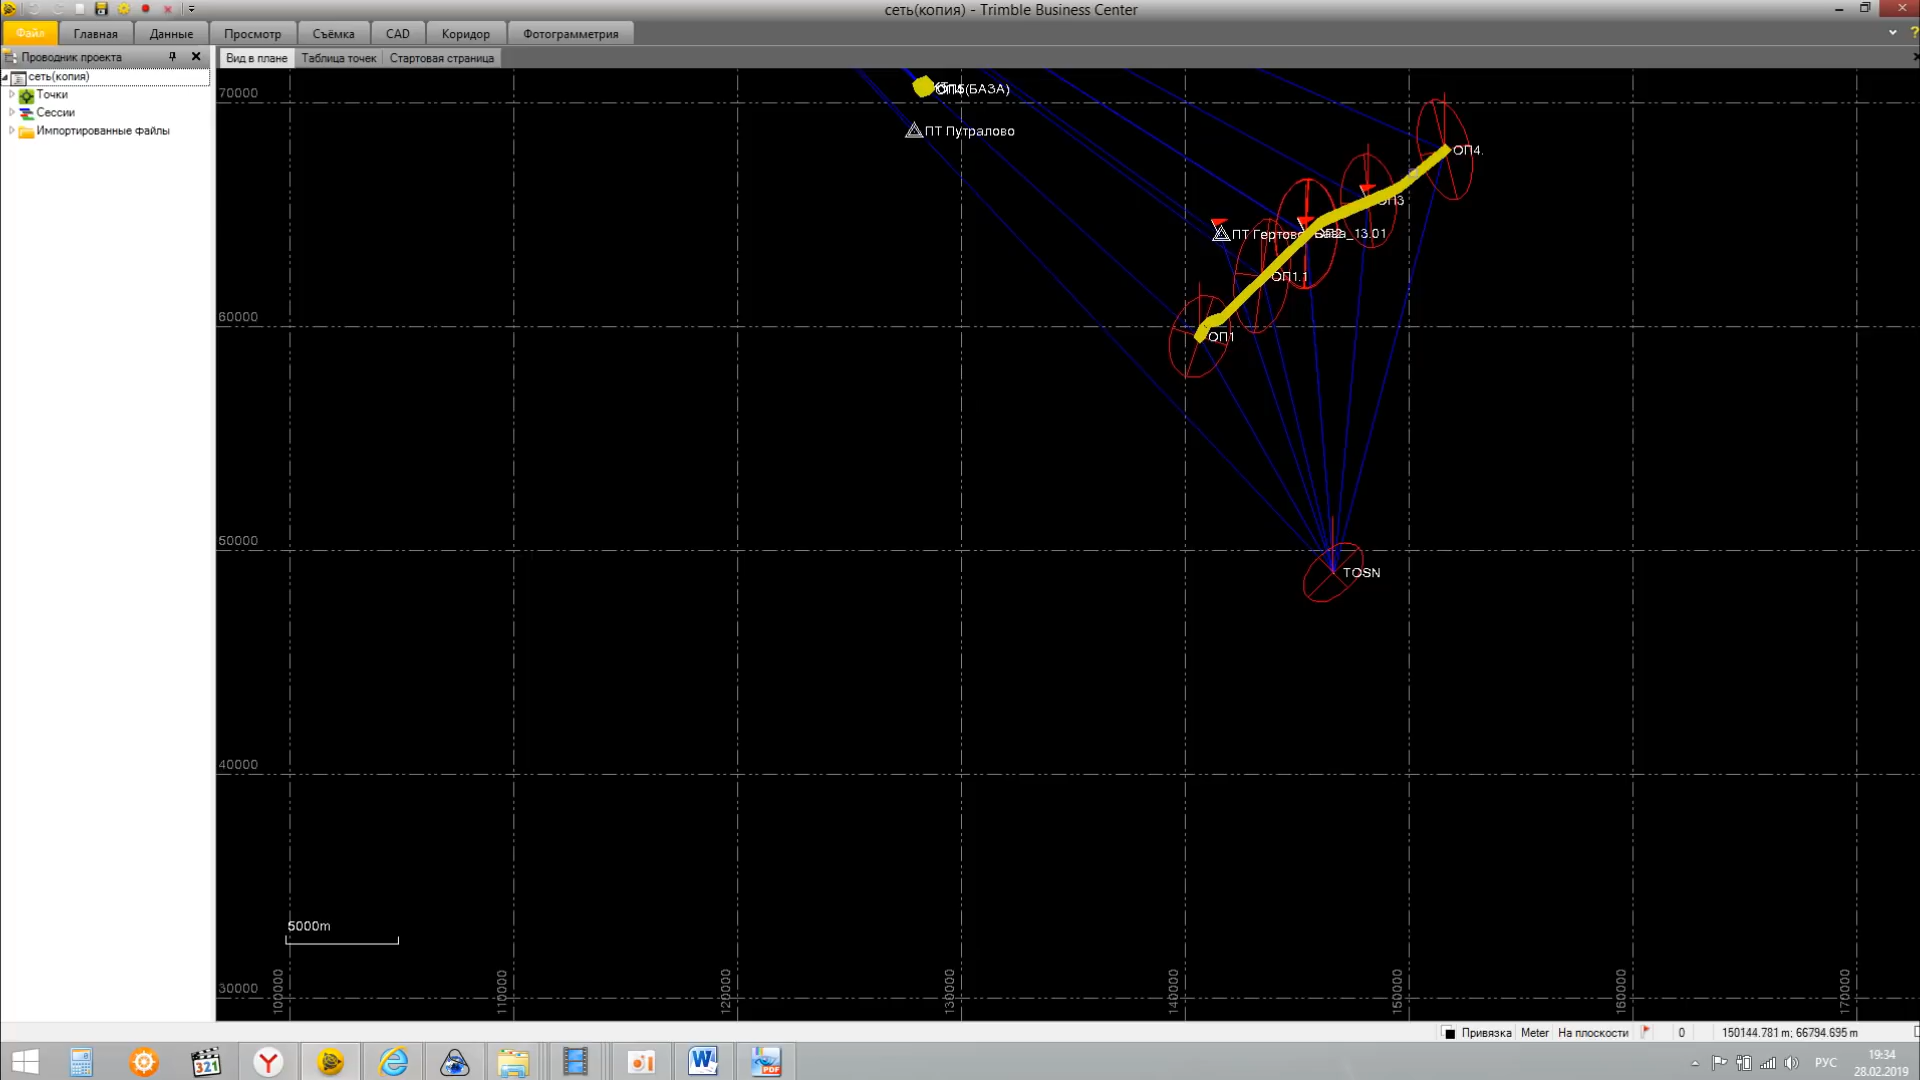 сеть(копия) - Trimble Business Center
Файл Главная Данные Просмотр Съёмка CAD Коридор Фотограмметрия
Проводник проекта
Вид в плане Таблица точек Стартовая страница
сеть(копия)
Точки
Сессии
Импортированные файлы
70000
(БАЗА)
ПТ Путралово
ОП4.
ОП3
ПТ Гертово
_13.01
ОП1.1
60000
ОП1
50000
TOSN
40000
5000m
30000
100000 110000 120000 130000 140000 150000 160000 170000
Привязка Meter На плоскости 0 150144.781 m; 66794.695 m
321
W
PDF
РУС
19:34
28.02.2019